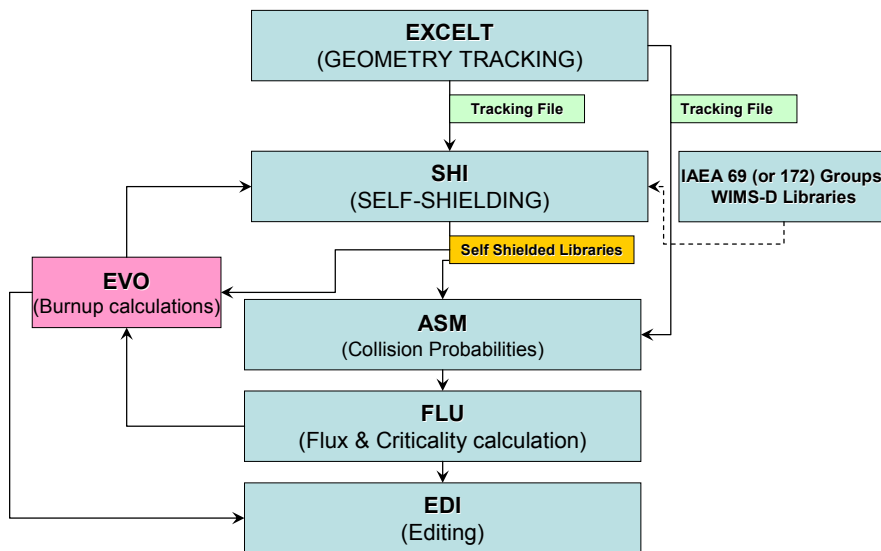 EXCELT
(GEOMETRY TRACKING)
Tracking File
Tracking File
SHI
(SELF-SHIELDING)
IAEA 69 (or 172) Groups
WIMS-D Libraries
Self Shielded Libraries
EVO
(Burnup calculations)
ASM
(Collision Probabilities)
FLU
(Flux & Criticality calculation)
EDI
(Editing)